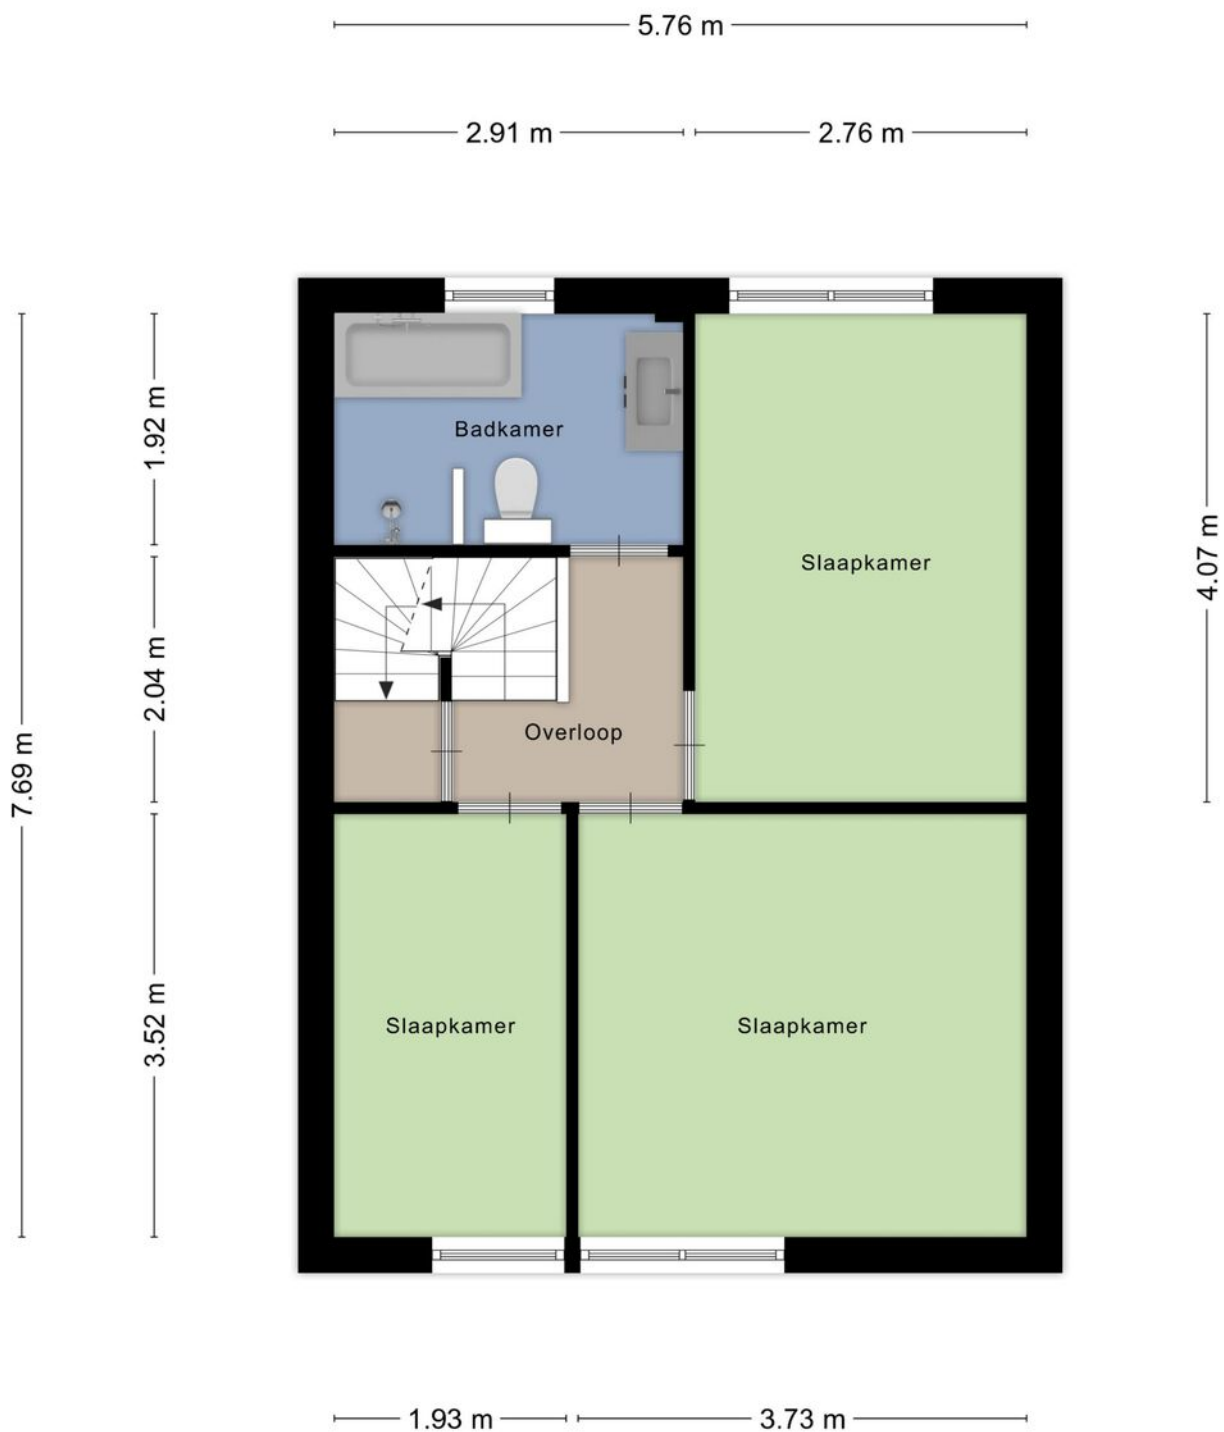 5.76 m
2.91 m
2.76 m
1.92 m
Badkamer
4.07 m
Slaapkamer
2.04 m
Overloop
7.69 m
3.52 m
Slaapkamer
Slaapkamer
1.93 m
3.73 m